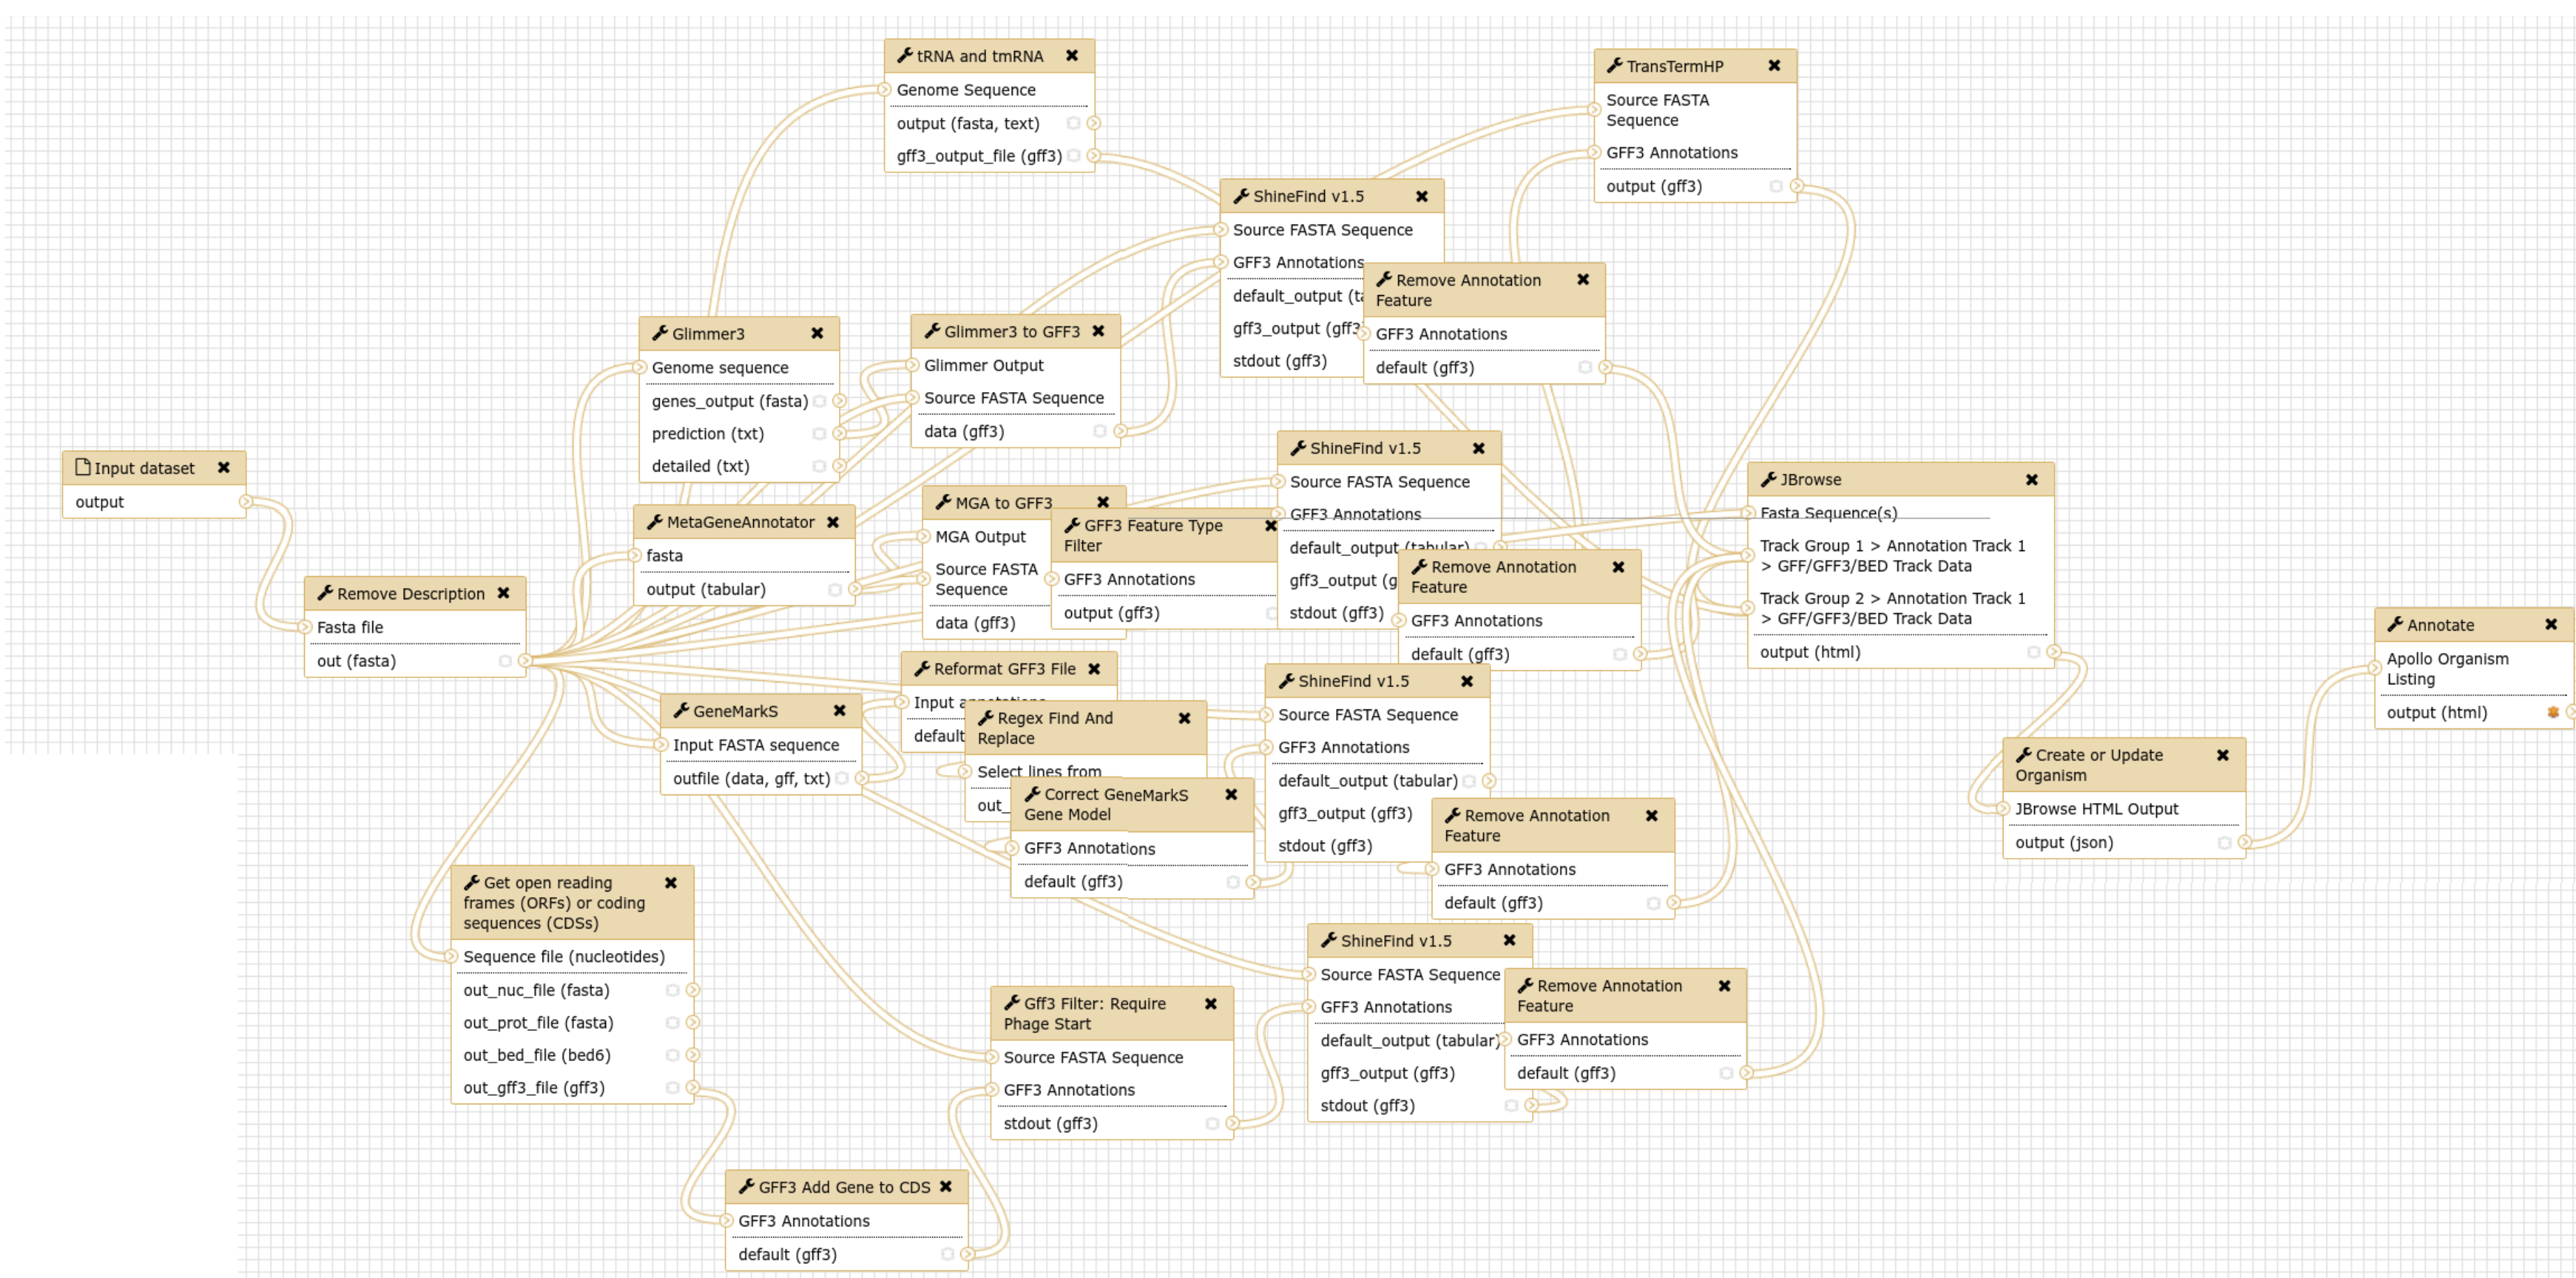 tRNA and tmRNA
Genome Sequence
output (fasta, text)
gff3_output_file (gff3)
TransTermHP
Source FASTA
Sequence
GFF3 Annotations
output (gff3)
ShineFind v1.5
Source FASTA Sequence
GFF3 Annotations
default_output
gff3_output (gff3
stdout (gff3)
Remove Annotation
Feature
GFF3 Annotations
default (gff3)
Glimmer3
Genome sequence
genes_output (fasta)
prediction (txt)
detailed (txt)
Glimmer3 to GFF3
Glimmer Output
Source FASTA Sequence
data (gff3)
Input dataset
output
Remove Description
Fasta file
out (fasta)
MetaGeneAnnotator
fasta
output (tabular)
MGA to GFF3
MGA Output
Source FASTA
Sequence
data (gff3)
GFF3 Feature Type
Filter
GFF3 Annotations
output (gff3)
ShineFind v1.5
Source FASTA Sequence
GFF3 Annotations
default_output (tabular)
gff3_output (g
stdout (gff3)
Remove Annotation
Feature
GFF3 Annotations
default (gff3)
JBrowse
Fasta Sequence(s)
Track Group 1 > Annotation Track 1
> GFF/GFF3/BED Track Data
Track Group 2 > Annotation Track 1
> GFF/GFF3/BED Track Data
output (html)
Annotate
Apollo Organism
Listing
output (html)
Create or Update
Organism
JBrowse HTML Output
output (json)
GeneMarkS
Input FASTA sequence
outfile (data, gff, txt)
Reformat GFF3 File
Input annotations
default
Regex Find And
Replace
Select lines from
out_
Correct GeneMarkS
Gene Model
GFF3 Annotations
default (gff3)
ShineFind v1.5
Source FASTA Sequence
GFF3 Annotations
default_output (tabular)
gff3_output (gff3)
stdout (gff3)
Remove Annotation
Feature
GFF3 Annotations
default (gff3)
Get open reading
frames (ORFs) or coding
sequences (CDSs)
Sequence file (nucleotides)
out_nuc_file (fasta)
out_prot_file (fasta)
out_bed_file (bed6)
out_gff3_file (gff3)
Gff3 Filter: Require
Phage Start
Source FASTA Sequence
GFF3 Annotations
stdout (gff3)
ShineFind v1.5
Source FASTA Sequence
GFF3 Annotations
default_output (tabular)
gff3_output (gff3)
stdout (gff3)
Remove Annotation
Feature
GFF3 Annotations
default (gff3)
GFF3 Add Gene to CDS
GFF3 Annotations
default (gff3)